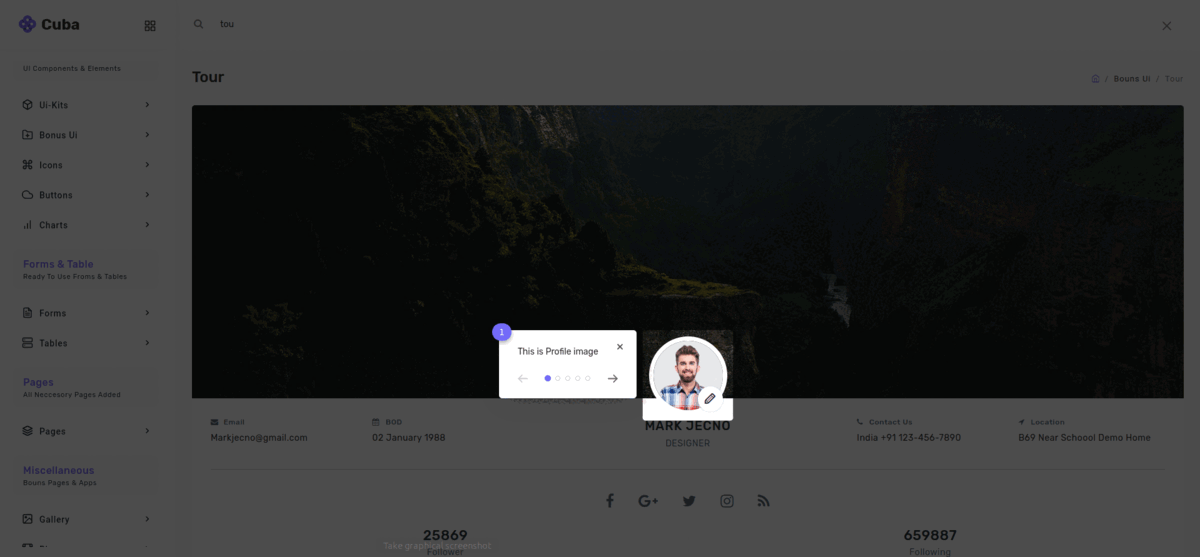 Cuba
tou
Ui Components & Elements
Tour
Bouns Ui / Tour
Ui-Kits
Bonus Ui
Icons
Buttons
Charts
Forms & Table
Ready To Use Froms & Tables
Forms
Tables
Pages
All Neccesory Pages Added
Pages
Miscellaneous
Bouns Pages & Apps
Gallery
1
This is Profile image
Email
Markjecno@gmail.com
BOD
02 January 1988
MARK JECNO
DESIGNER
Contact Us
India +91 123-456-7890
Location
B69 Near Schoool Demo Home
25869
Follower
659887
Following